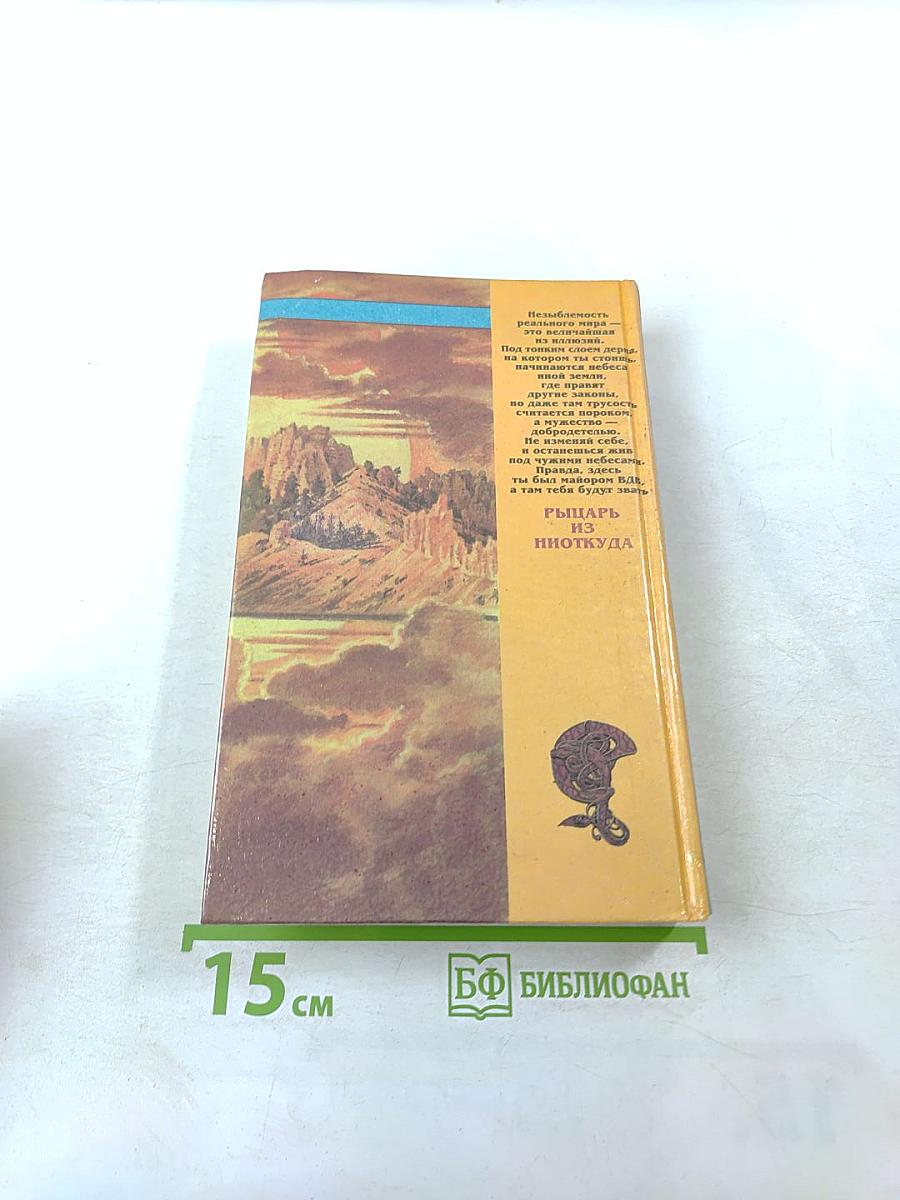 Незыблемость
реального мира —
это величайшая
из иллюзий.
Под тонким слоем дерна,
на котором ты стоишь,
начинаются небеса
иной земли,
где правят
другие законы,
но даже там трусость
считается пороком,
а мужество —
добродетелью.
Не изменяй себе,
и останешься жив
под чужими небесами.
Правда, здесь
ты был майором ВДВ,
а там тебя будут звать
РЫЦАРЬ
ИЗ
НИОТКУДА
15 см
БФ БИБЛИОФАН